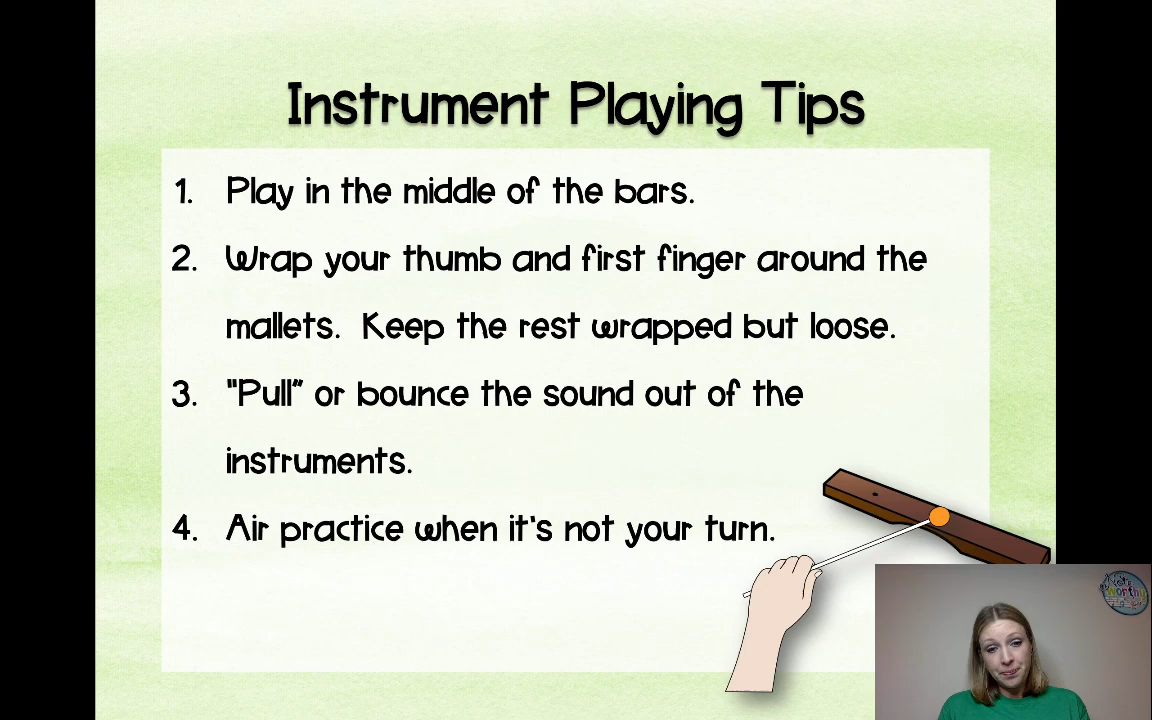 Instrument Playing Tips
1. Play in the middle of the bars.
2. Wrap your thumb and first finger around the
mallets. Keep the rest wrapped but loose.
3. "Pull" or bounce the sound out of the
instruments.
4. Air practice when it's not your turn.
worthy